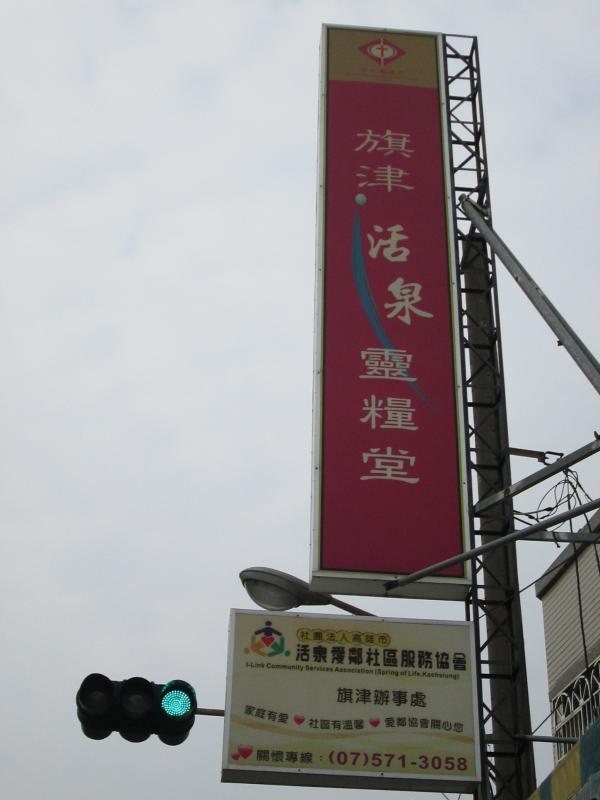 旗津
活泉
靈糧堂
社團法人高雄市
活泉愛鄰社區服務協會
I-Link Community Services Association (Spring of Life,Kaohsiung)
旗津辦事處
家庭有愛 社區有溫馨 愛鄰協會關心您
關懷專線:(07)571-3058